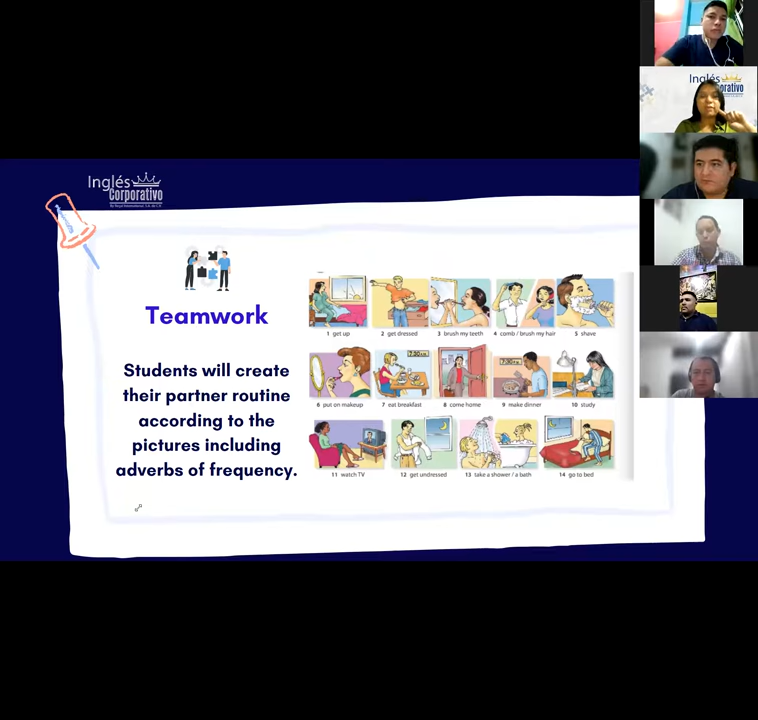 Inglés
Corporativo
Inglés
Corporativo
Teamwork
Students will create
their partner routine
according to the
pictures including
adverbs of frequency.
1 get up
2 get dressed
3 brush my teeth
4 comb / brush my hair
5 shave
6 put on makeup
7 eat breakfast
8 come home
9 make dinner
10 study
11 watch TV
12 get undressed
13 take a shower / a bath
14 go to bed